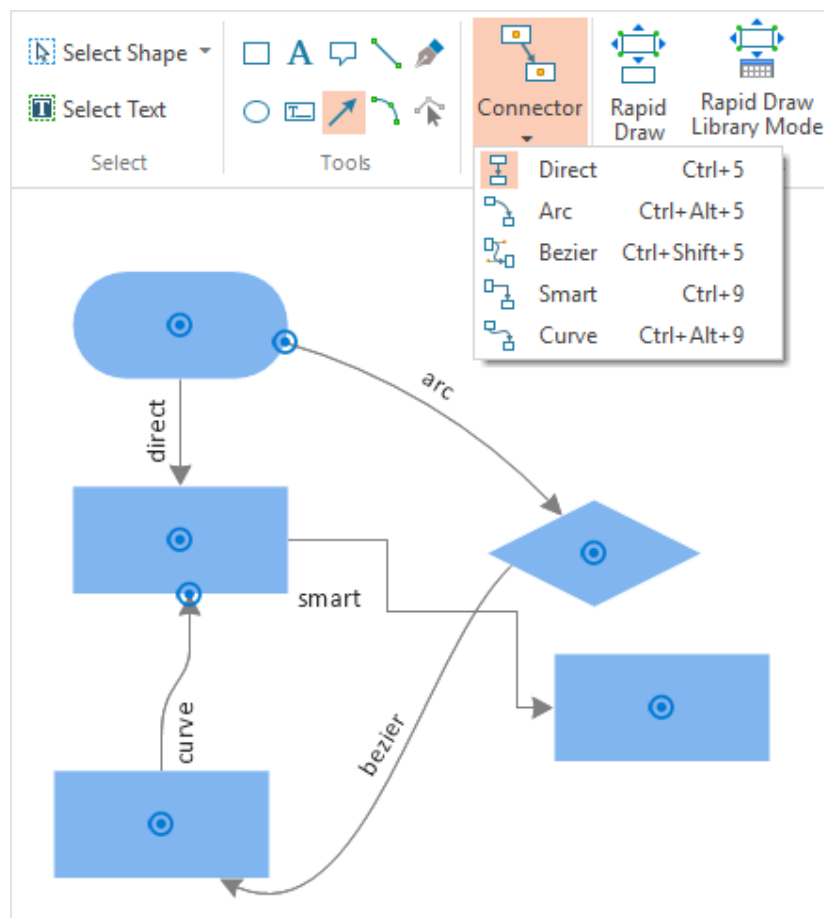 Select Shape
Select Text
Select
Tools
Connector
Rapid
Draw
Rapid Draw
Library Mode
Direct Ctrl+5
Arc Ctrl+Alt+5
Bezier Ctrl+Shift+5
Smart Ctrl+9
Curve Ctrl+Alt+9
arc
direct
smart
curve
bezier